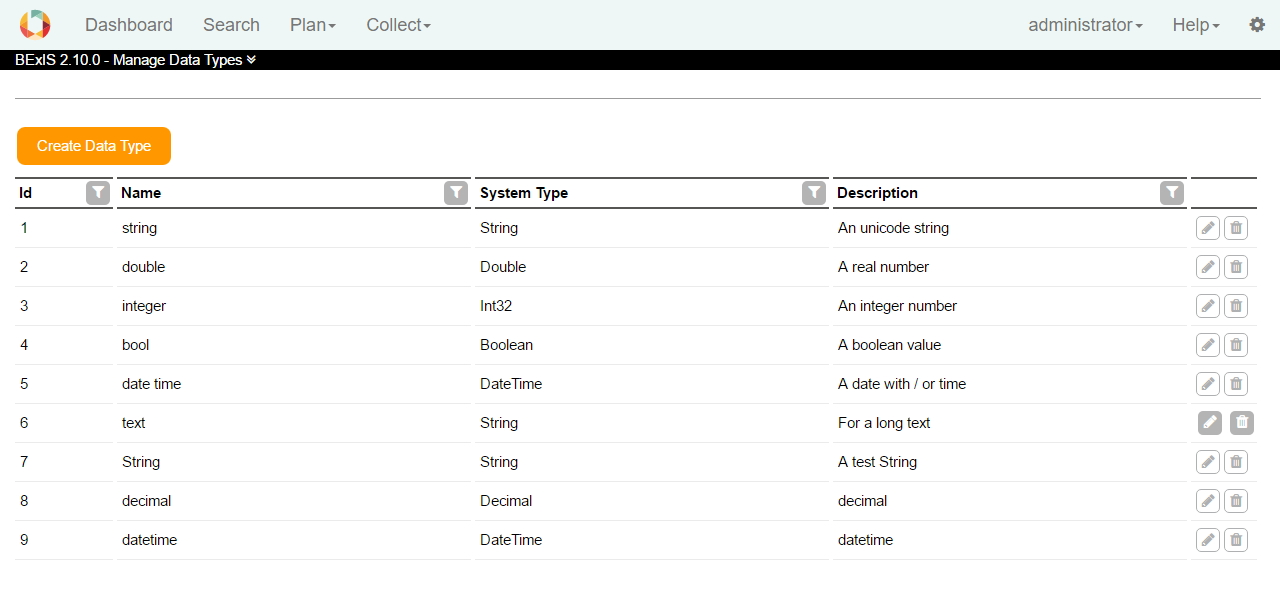 Dashboard Search Plan Collect administrator Help
BExIS 2.10.0 - Manage Data Types
Create Data Type
Id Name System Type Description
1 string String An unicode string
2 double Double A real number
3 integer Int32 An integer number
4 bool Boolean A boolean value
5 date time DateTime A date with / or time
6 text String For a long text
7 String String A test String
8 decimal Decimal decimal
9 datetime DateTime datetime